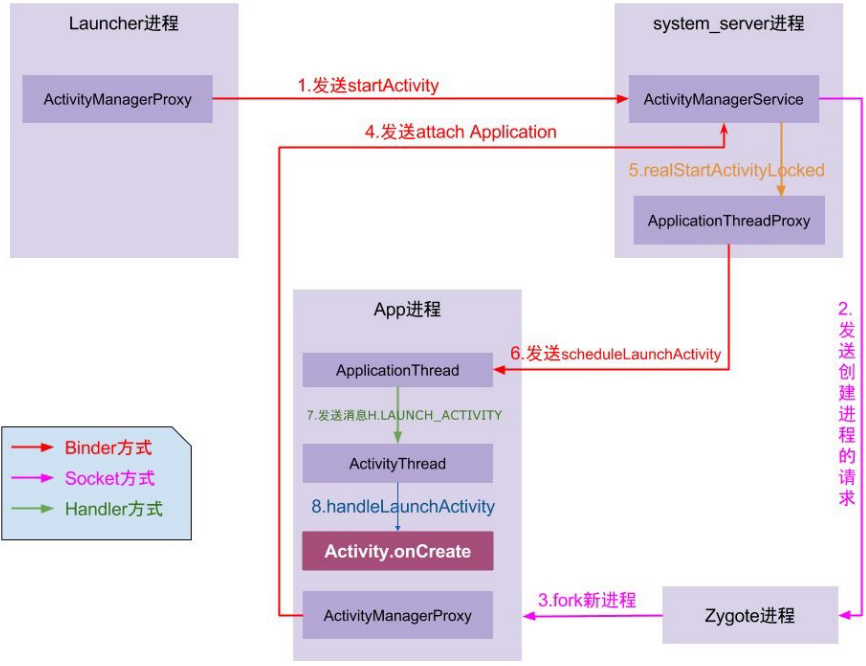 Launcher进程
system_server进程
ActivityManagerProxy
1.发送startActivity
ActivityManagerService
4.发送attach Application
5.realStartActivityLocked
ApplicationThreadProxy
App进程
2.
发
送
创
建
进
程
的
请
求
6.发送scheduleLaunchActivity
ApplicationThread
7.发送消息H.LAUNCH_ACTIVITY
ActivityThread
8.handleLaunchActivity
Activity.onCreate
ActivityManagerProxy
Binder方式
Socket方式
Handler方式
3.fork新进程
Zygote进程